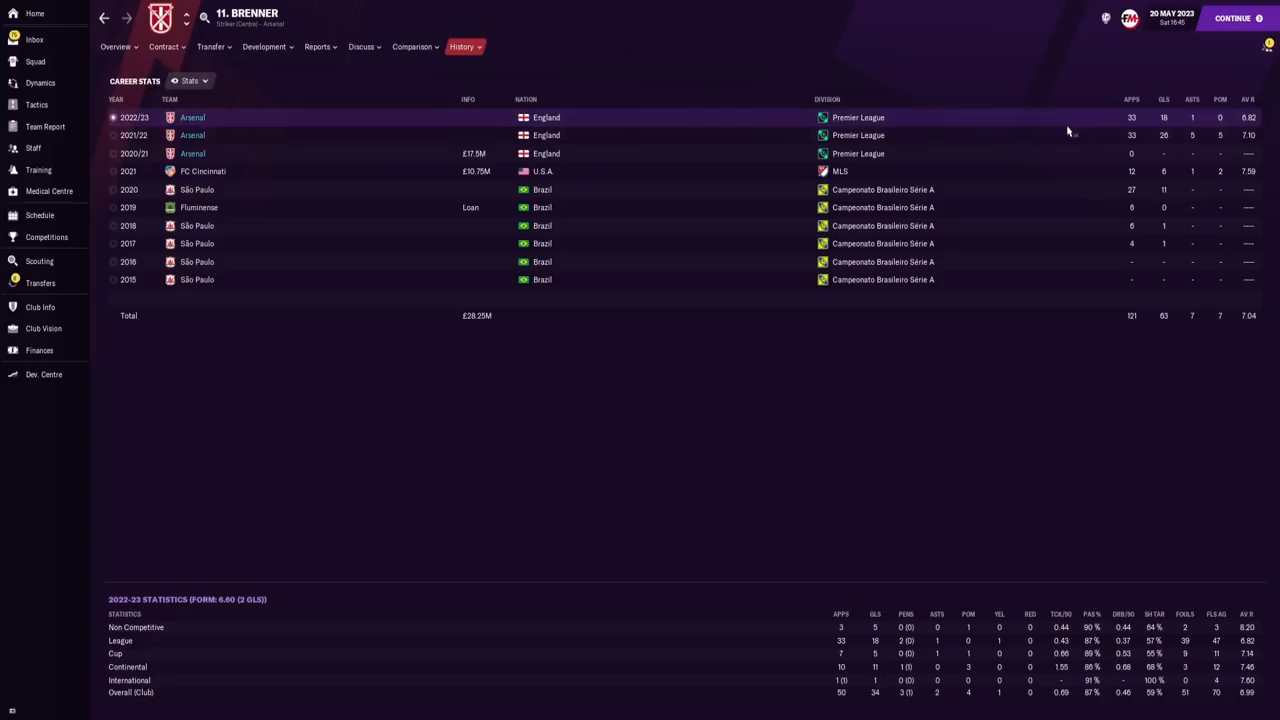 Home
Inbox
Squad
Dynamics
Tactics
Team Report
Staff
Training
Medical Centre
Schedule
Competitions
Scouting
Transfers
Club Info
Club Vision
Finances
Dev. Centre
11. BRENNER
Striker (Centre) - Arsenal
FM
20 MAY 2023
Sat 16:45
CONTINUE
Overview Contract Transfer Development Reports Discuss Comparison History
CAREER STATS Stats
YEAR TEAM INFO NATION DIVISION APPS GLS ASTS POM AV R
2022/23 Arsenal England Premier League 33 18 1 0 6.82
2021/22 Arsenal England Premier League 33 26 5 5 7.10
2020/21 Arsenal £17.5M England Premier League 0 - - - ----
2021 FC Cincinnati £10.75M U.S.A. MLS 12 6 1 2 7.59
2020 São Paulo Brazil Campeonato Brasileiro Série A 27 11 - - ----
2019 Fluminense Loan Brazil Campeonato Brasileiro Série A 6 0 - - ----
2018 São Paulo Brazil Campeonato Brasileiro Série A 6 1 - - ----
2017 São Paulo Brazil Campeonato Brasileiro Série A 4 1 - - ----
2016 São Paulo Brazil Campeonato Brasileiro Série A - - - - ----
2015 São Paulo Brazil Campeonato Brasileiro Série A - - - - ----
Total £28.25M 121 63 7 7 7.04
2022-23 STATISTICS (FORM: 6.60 (2 GLS))
STATISTICS APPS GLS PENS ASTS POM YEL RED TCK/90 PAS % DRB/90 SH TAR FOULS FLS AG AV R
Non Competitive 3 5 0 (0) 0 1 0 0 0.44 90 % 0.44 64 % 2 3 8.20
League 33 18 2 (0) 1 0 1 0 0.43 87 % 0.37 57 % 39 47 6.82
Cup 7 5 0 (0) 1 1 0 0 0.66 89 % 0.53 55 % 9 11 7.14
Continental 10 11 1 (1) 0 3 0 0 1.55 86 % 0.68 68 % 3 12 7.46
International 1 (1) 1 0 (0) 0 0 0 0 - 91 % - 100 % 0 4 7.60
Overall (Club) 50 34 3 (1) 2 4 1 0 0.69 87 % 0.46 59 % 51 70 6.99